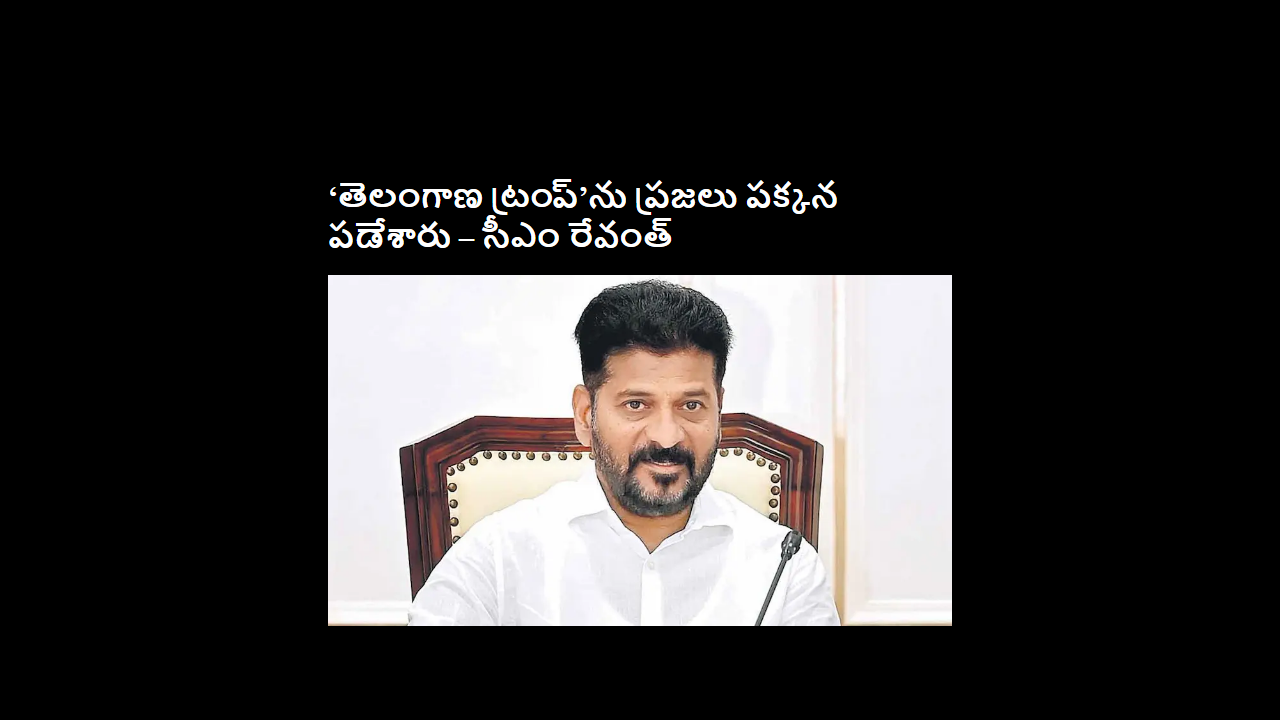 ‘తెలంగాణ ట్రంప్’ను ప్రజలు పక్కన
పడేశారు – సీఎం రేవంత్